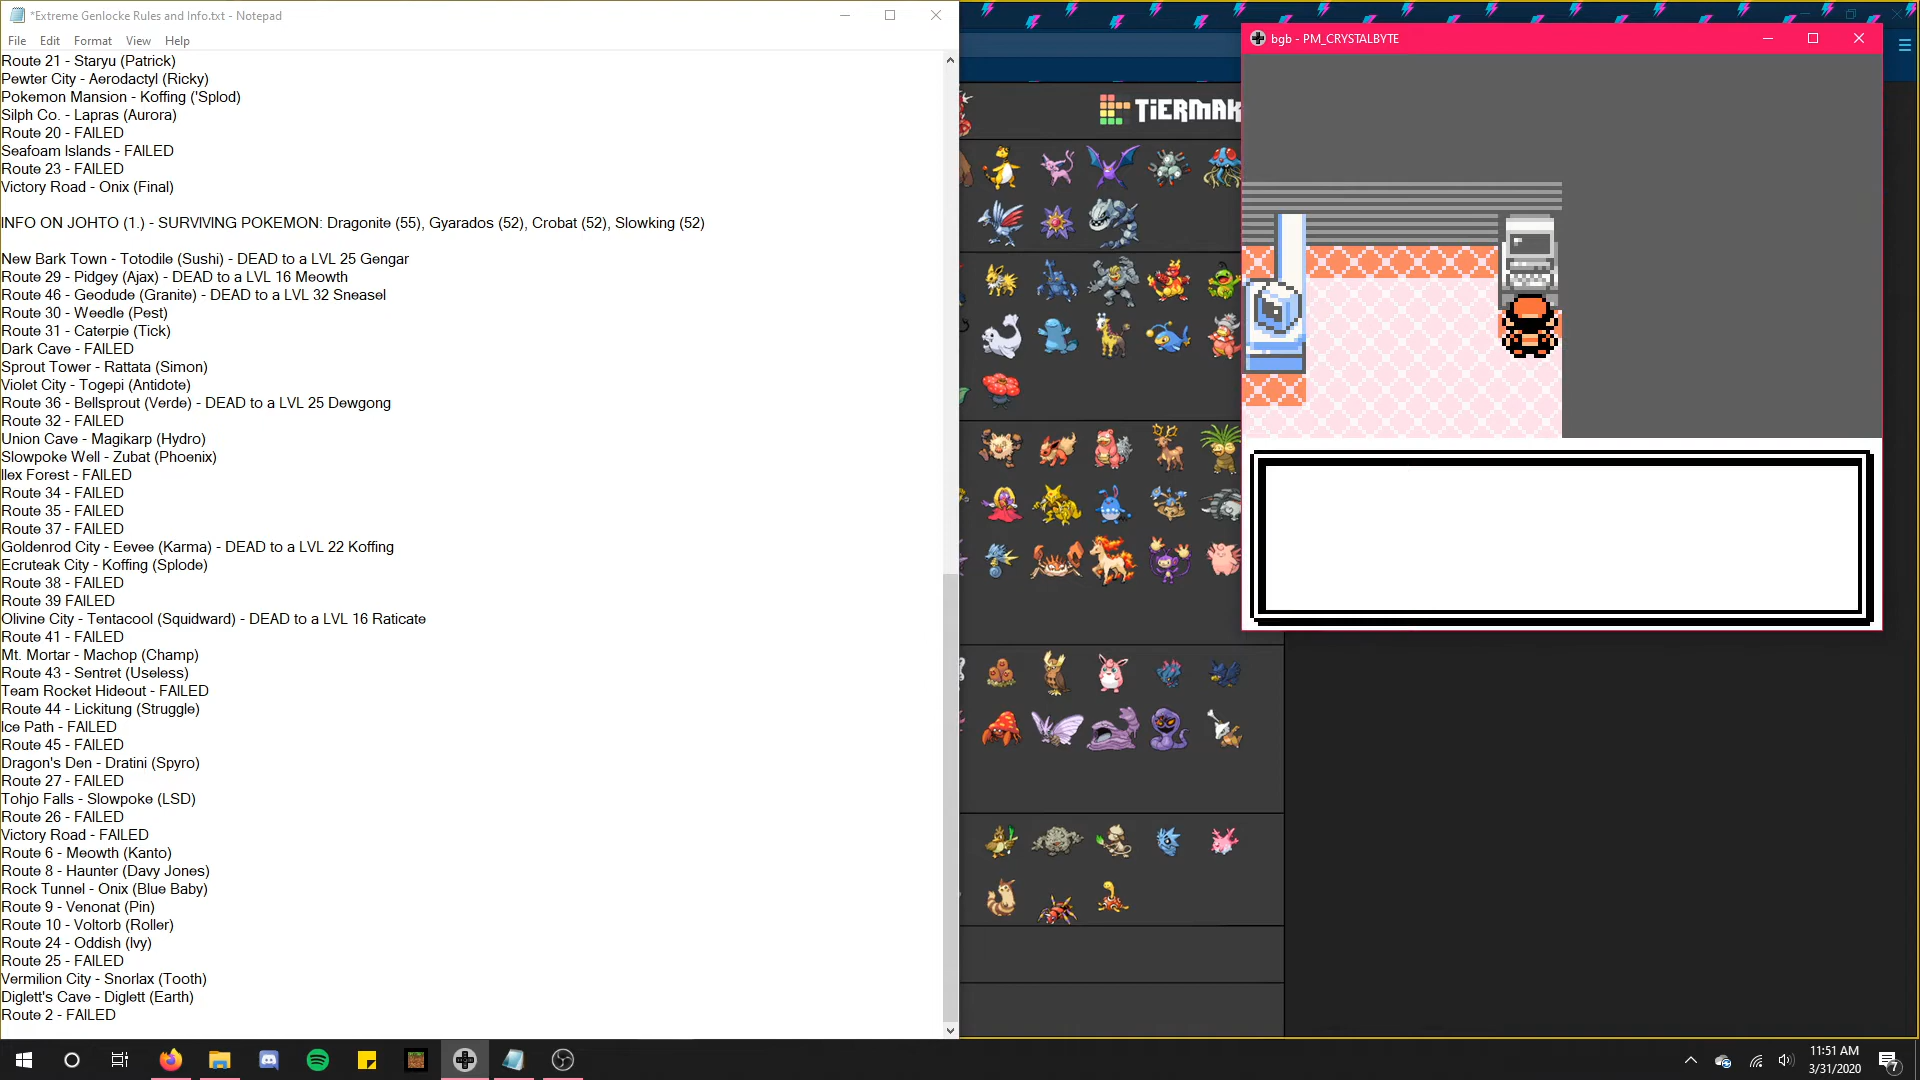 *Extreme Genlocke Rules and Info.txt - Notepad
File Edit Format View Help
Route 21 - Staryu (Patrick)
Pewter City - Aerodactyl (Ricky)
Pokemon Mansion - Koffing ('Splod)
Silph Co. - Lapras (Aurora)
Route 20 - FAILED
Seafoam Islands - FAILED
Route 23 - FAILED
Victory Road - Onix (Final)
INFO ON JOHTO (1.) - SURVIVING POKEMON: Dragonite (55), Gyarados (52), Crobat (52), Slowking (52)
New Bark Town - Totodile (Sushi) - DEAD to a LVL 25 Gengar
Route 29 - Pidgey (Ajax) - DEAD to a LVL 16 Meowth
Route 46 - Geodude (Granite) - DEAD to a LVL 32 Sneasel
Route 30 - Weedle (Pest)
Route 31 - Caterpie (Tick)
Dark Cave - FAILED
Sprout Tower - Rattata (Simon)
Violet City - Togepi (Antidote)
Route 36 - Bellsprout (Verde) - DEAD to a LVL 25 Dewgong
Route 32 - FAILED
Union Cave - Magikarp (Hydro)
Slowpoke Well - Zubat (Phoenix)
Ilex Forest - FAILED
Route 34 - FAILED
Route 35 - FAILED
Route 37 - FAILED
Goldenrod City - Eevee (Karma) - DEAD to a LVL 22 Koffing
Ecruteak City - Koffing (Splode)
Route 38 - FAILED
Route 39 FAILED
Olivine City - Tentacool (Squidward) - DEAD to a LVL 16 Raticate
Route 41 - FAILED
Mt. Mortar - Machop (Champ)
Route 43 - Sentret (Useless)
Team Rocket Hideout - FAILED
Route 44 - Lickitung (Struggle)
Ice Path - FAILED
Route 45 - FAILED
Dragon's Den - Dratini (Spyro)
Route 27 - FAILED
Tohjo Falls - Slowpoke (LSD)
Route 26 - FAILED
Victory Road - FAILED
Route 6 - Meowth (Kanto)
Route 8 - Haunter (Davy Jones)
Rock Tunnel - Onix (Blue Baby)
Route 9 - Venonat (Pin)
Route 10 - Voltorb (Roller)
Route 24 - Oddish (Ivy)
Route 25 - FAILED
Vermilion City - Snorlax (Tooth)
Diglett's Cave - Diglett (Earth)
Route 2 - FAILED
TIERMAK
bgb - PM_CRYSTALBYTE
11:51 AM
3/31/2020
7